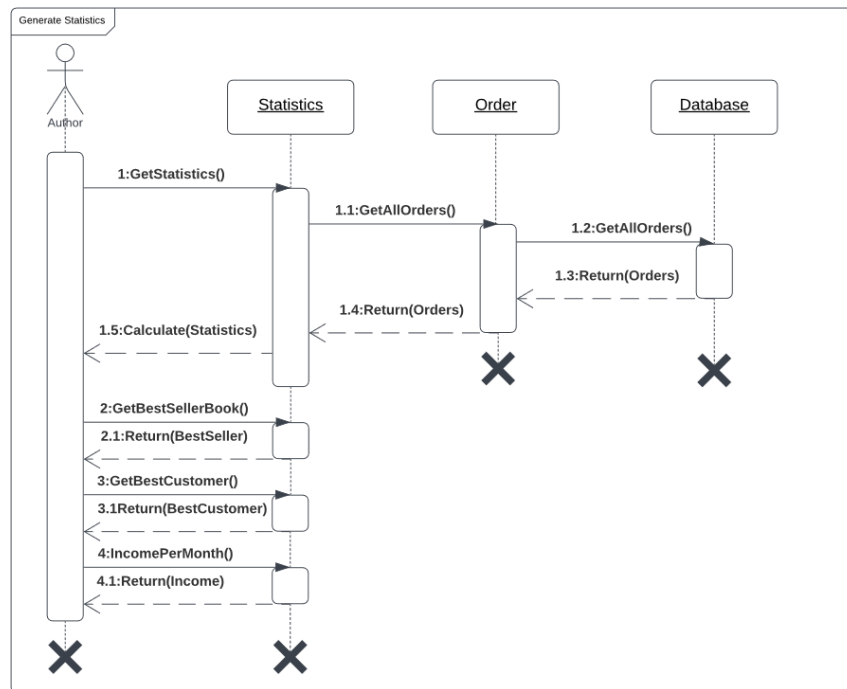 Generate Statistics
Author
Statistics
Order
Database
1:GetStatistics()
1.1:GetAllOrders()
1.2:GetAllOrders()
1.3:Return(Orders)
1.4:Return(Orders)
1.5:Calculate(Statistics)
2:GetBestSellerBook()
2.1:Return(BestSeller)
3:GetBestCustomer()
3.1Return(BestCustomer)
4:IncomePerMonth()
4.1:Return(Income)